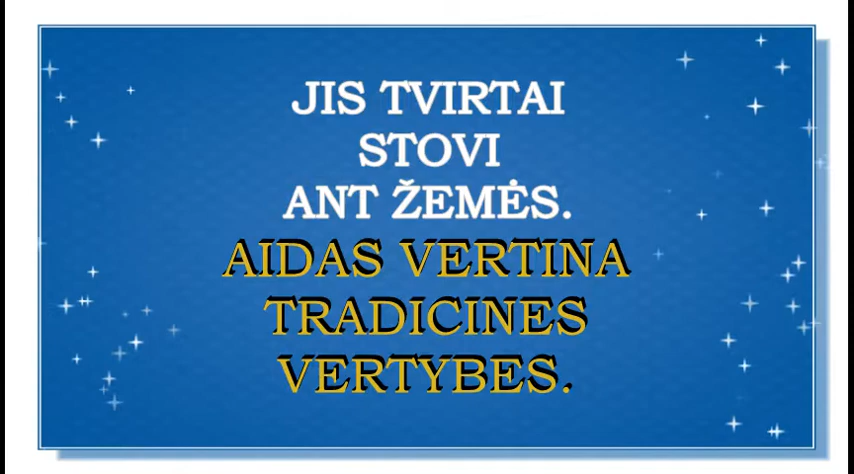 JIS TVIRTAI
STOVI
ANT ŽEMĖS.
AIDAS VERTINA
TRADICINES
VERTYBES.